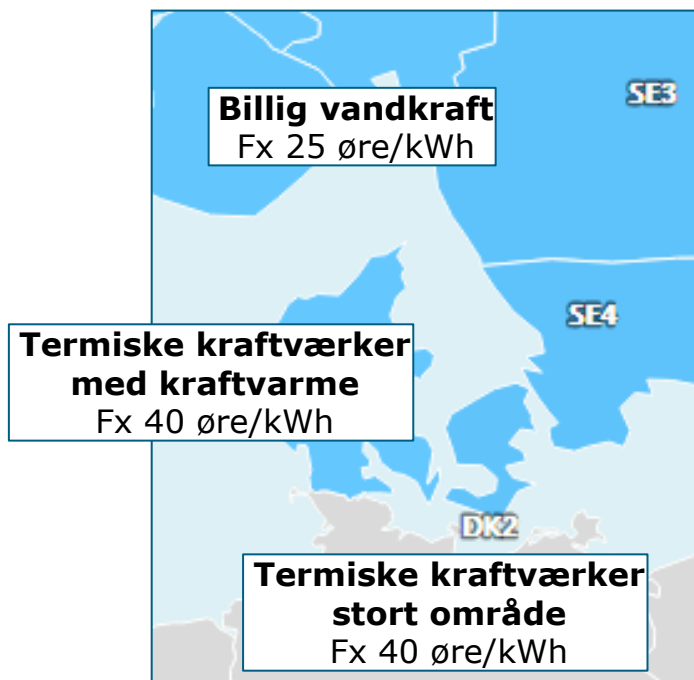 SE3
Billig vandkraft
Fx 25 øre/kWh
SE4
Termiske kraftværker
med kraftvarme
Fx 40 øre/kWh
DK2
Termiske kraftværker
stort område
Fx 40 øre/kWh